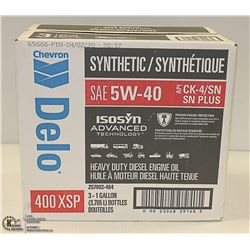 65666-PIN-04/02/20 - 20:37
Chevron
Delo
400 XSP
SYNTHETIC/SYNTHÉTIQUE
SAE 5W-40
API CK-4/SN
SN PLUS
ISOSYN
ADVANCED
TECHNOLOGY
HEAVY DUTY DIESEL ENGINE OIL
HUILE À MOTEUR DIESEL HAUTE TENUE
257002-464
3-1 GALLON
(3.785 L) BOTTLES
BOUTEILLES